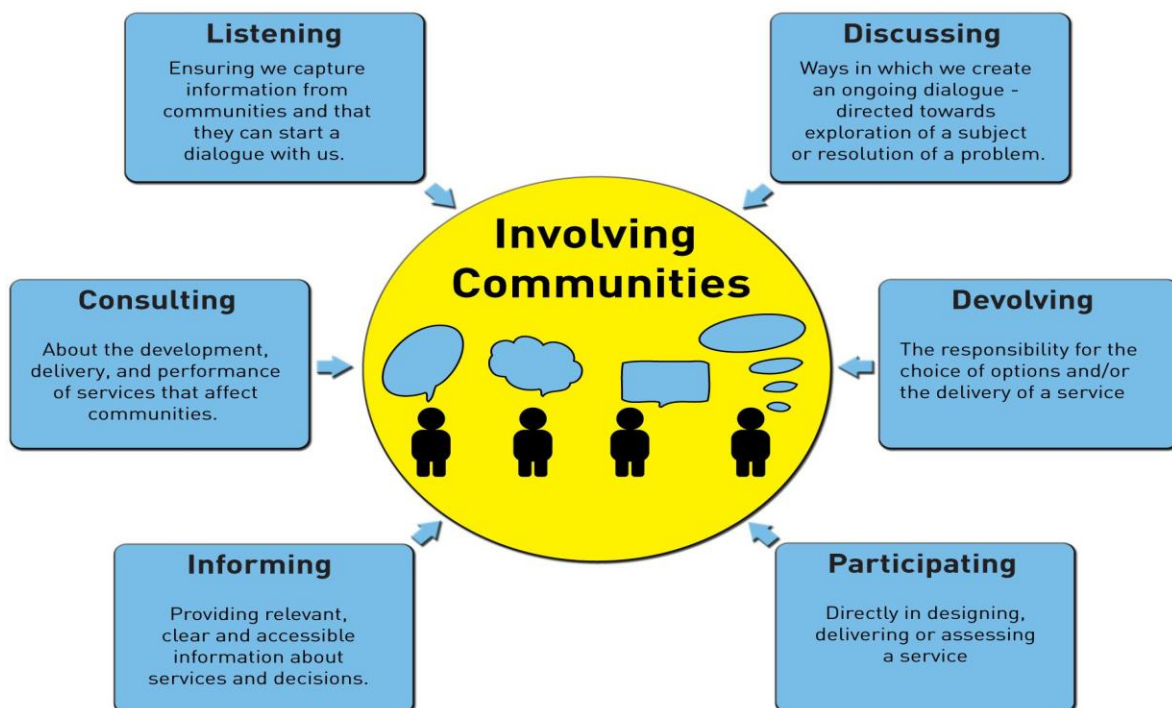 Listening
Ensuring we capture
information from
communities and that
they can start a
dialogue with us.
Discussing
Ways in which we create
an ongoing dialogue -
directed towards
exploration of a subject
or resolution of a problem.
Involving
Communities
Consulting
About the development,
delivery, and performance
of services that affect
communities.
Devolving
The responsibility for the
choice of options and/or
the delivery of a service
Informing
Providing relevant,
clear and accessible
information about
services and decisions.
Participating
Directly in designing,
delivering or assessing
a service